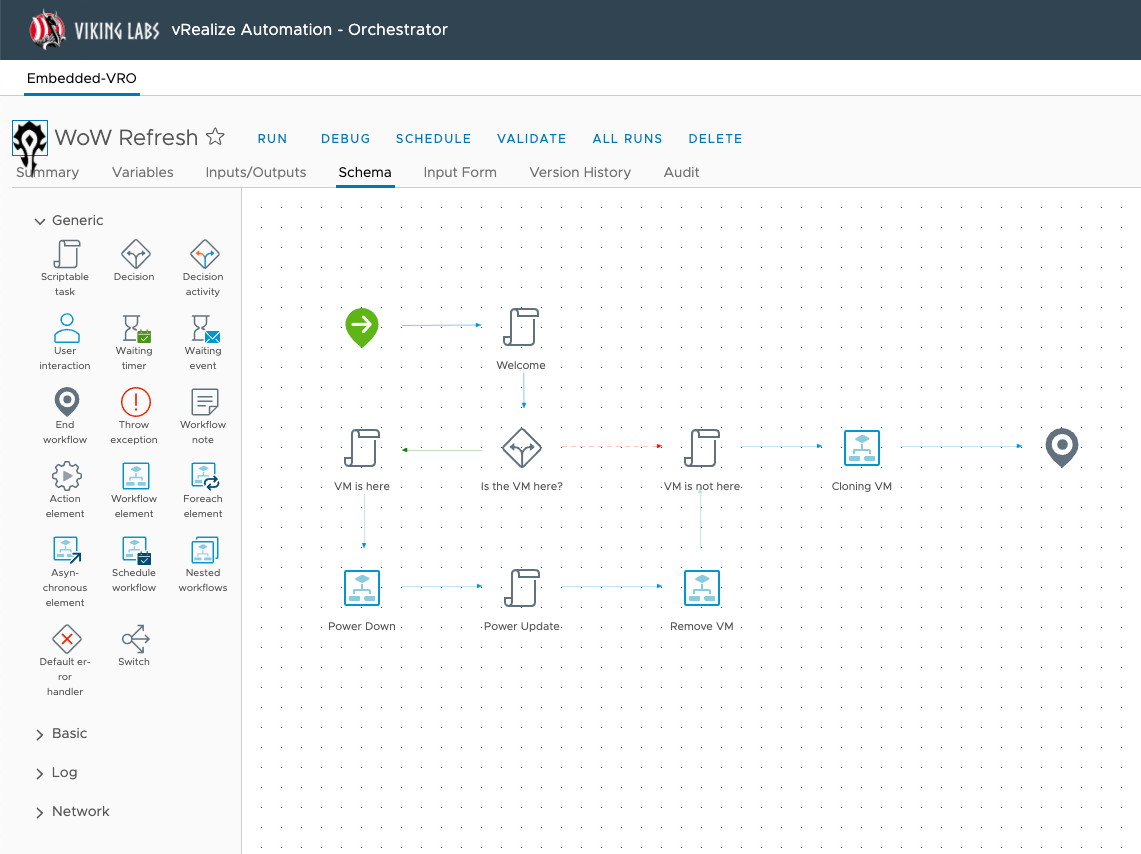 VIKING LABS vRealize Automation - Orchestrator
Embedded-VRO
WoW Refresh RUN DEBUG SCHEDULE VALIDATE ALL RUNS DELETE
Summary Variables Inputs/Outputs Schema Input Form Version History Audit
Generic
Scriptable
task
Decision
Decision
activity
User
interaction
Waiting
timer
Waiting
event
End
workflow
Throw
exception
Workflow
note
Action
element
Workflow
element
Foreach
element
Asyn-
chronous
element
Schedule
workflow
Nested
workflows
Default er-
ror
handler
Switch
Basic
Log
Network
Welcome
VM is here
Is the VM here?
VM is not here
Cloning VM
Power Down
Power Update
Remove VM